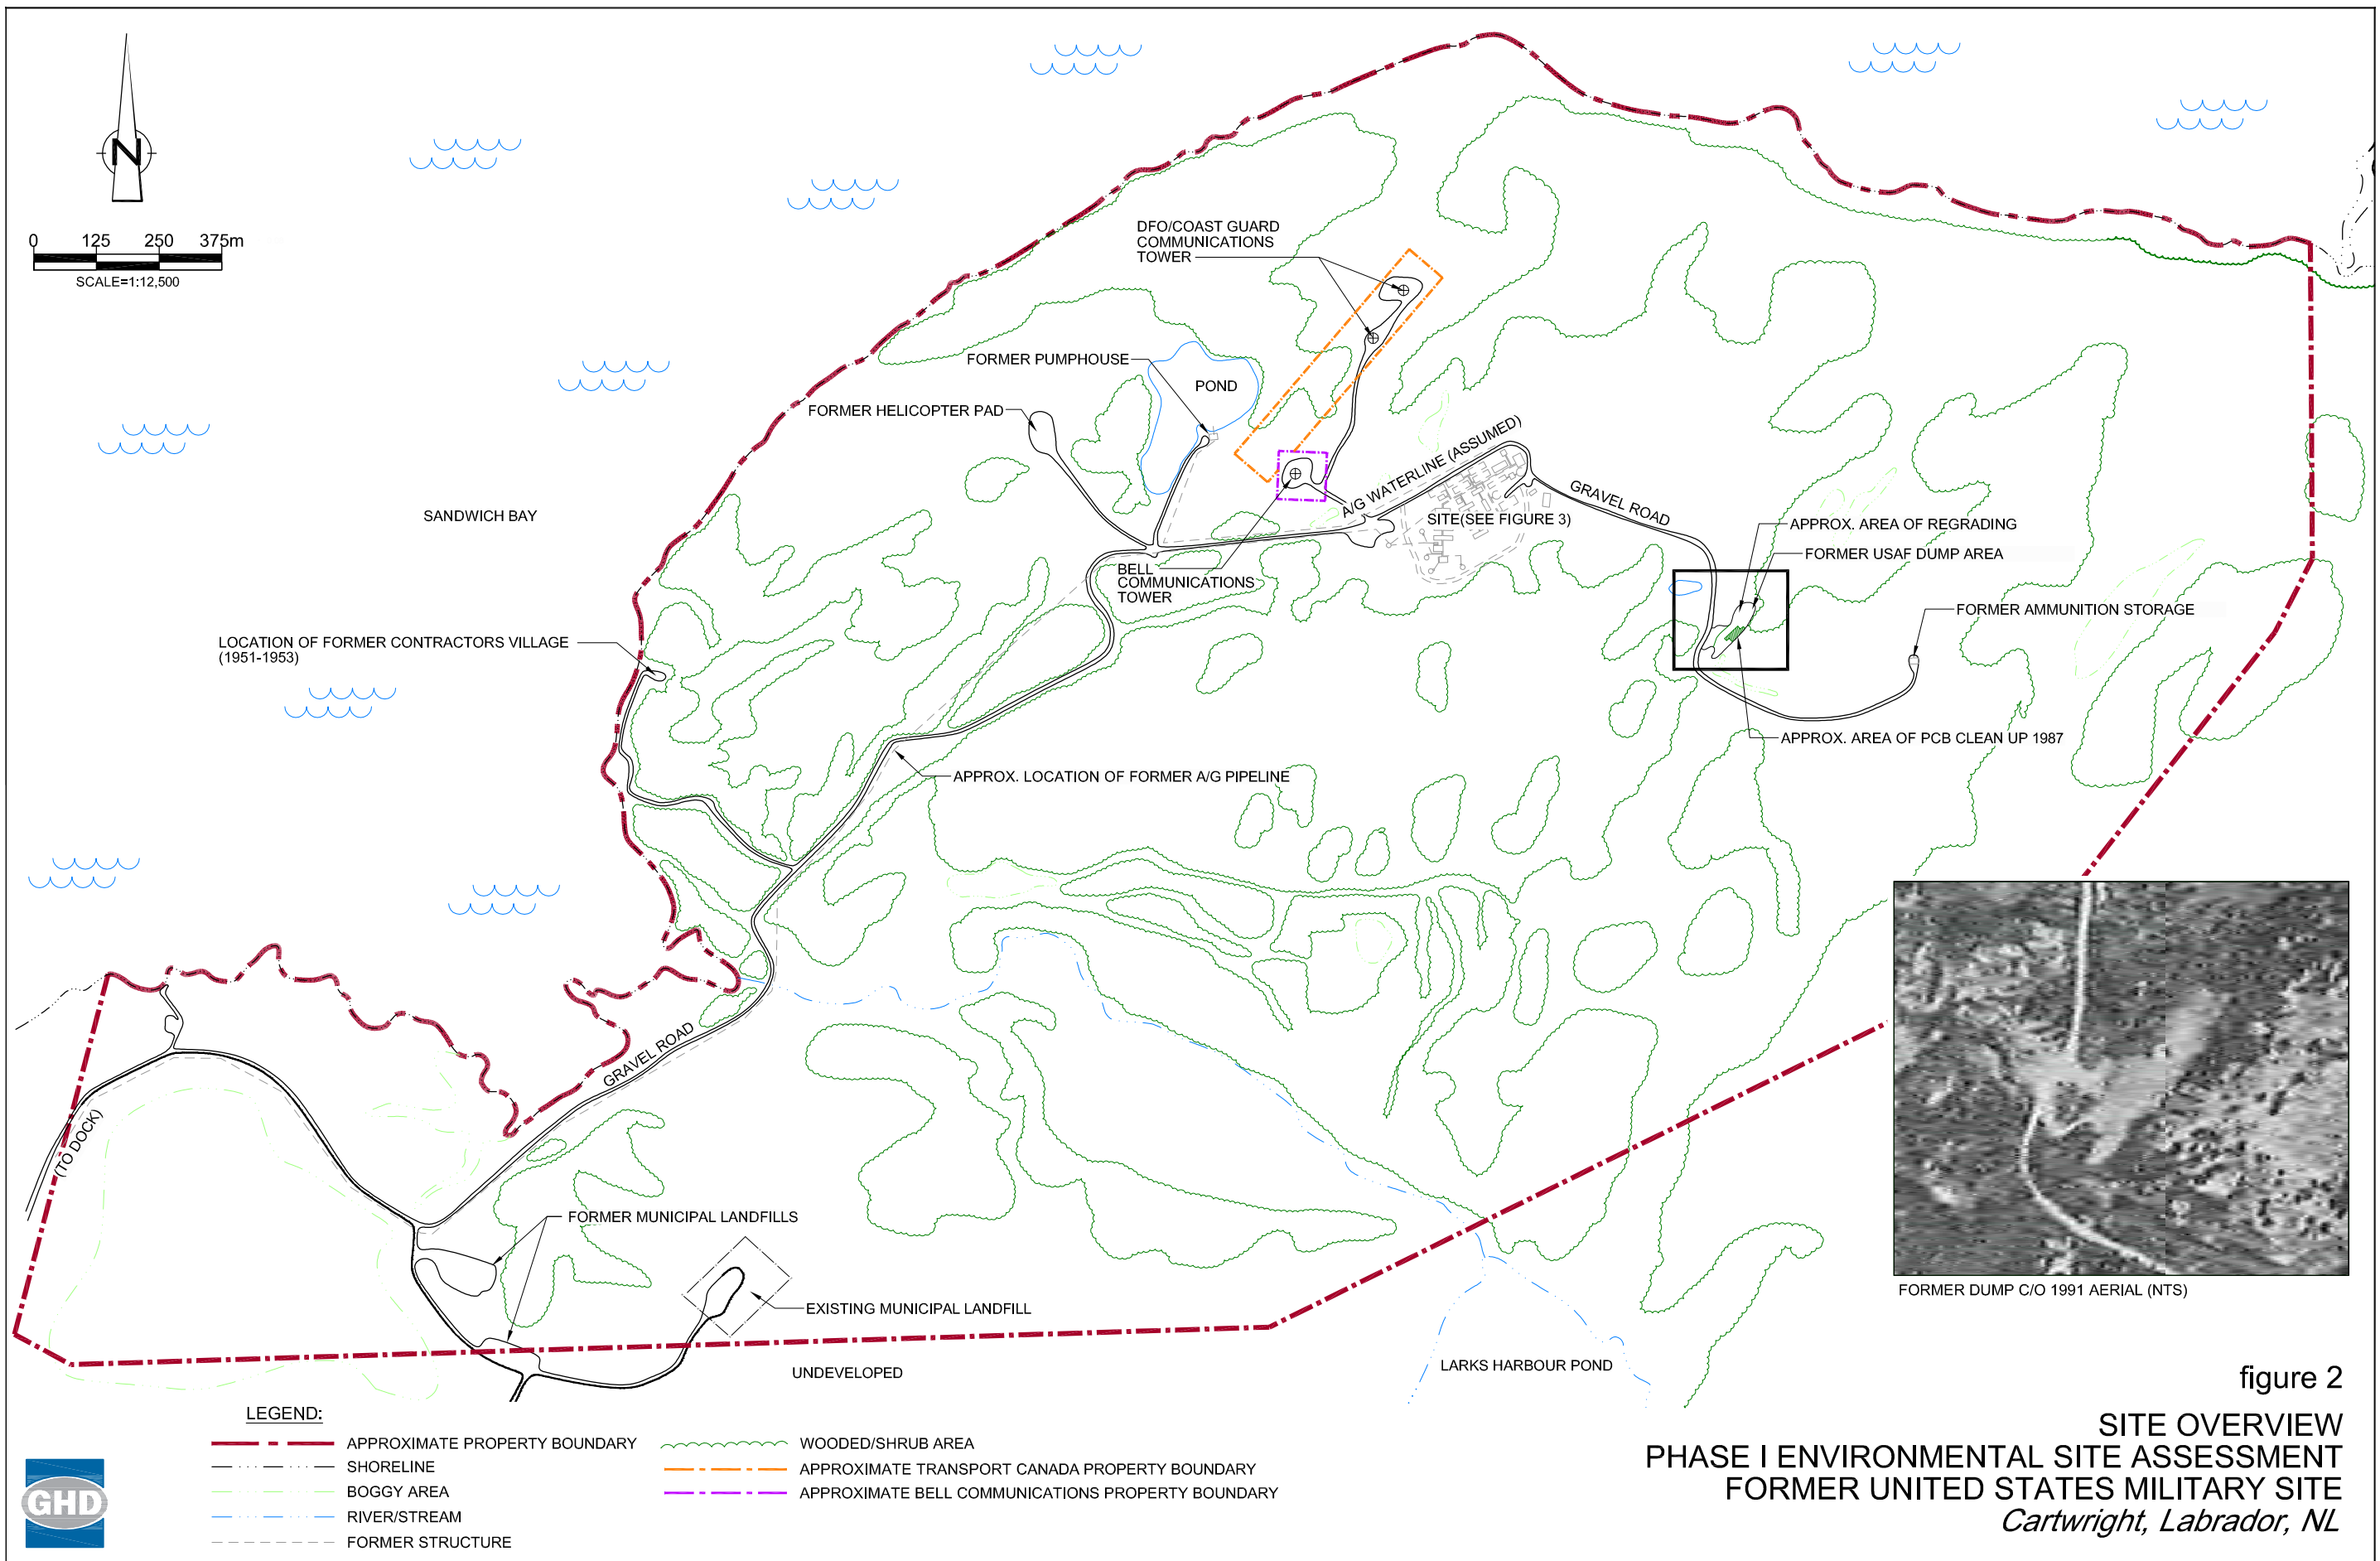 N
0 125 250 375m
SCALE=1:12,500
DFO/COAST GUARD
COMMUNICATIONS
TOWER
FORMER PUMPHOUSE
POND
FORMER HELICOPTER PAD
A/G WATERLINE (ASSUMED)
GRAVEL ROAD
SANDWICH BAY
SITE(SEE FIGURE 3)
APPROX. AREA OF REGRADING
FORMER USAF DUMP AREA
BELL
COMMUNICATIONS
TOWER
FORMER AMMUNITION STORAGE
LOCATION OF FORMER CONTRACTORS VILLAGE
(1951-1953)
APPROX. AREA OF PCB CLEAN UP 1987
APPROX. LOCATION OF FORMER A/G PIPELINE
GRAVEL ROAD
(TO DOCK)
FORMER MUNICIPAL LANDFILLS
EXISTING MUNICIPAL LANDFILL
FORMER DUMP C/O 1991 AERIAL (NTS)
UNDEVELOPED
LARKS HARBOUR POND
LEGEND:
APPROXIMATE PROPERTY BOUNDARY
SHORELINE
BOGGY AREA
RIVER/STREAM
FORMER STRUCTURE
WOODED/SHRUB AREA
APPROXIMATE TRANSPORT CANADA PROPERTY BOUNDARY
APPROXIMATE BELL COMMUNICATIONS PROPERTY BOUNDARY
GHD
figure 2
SITE OVERVIEW
PHASE I ENVIRONMENTAL SITE ASSESSMENT
FORMER UNITED STATES MILITARY SITE
Cartwright, Labrador, NL